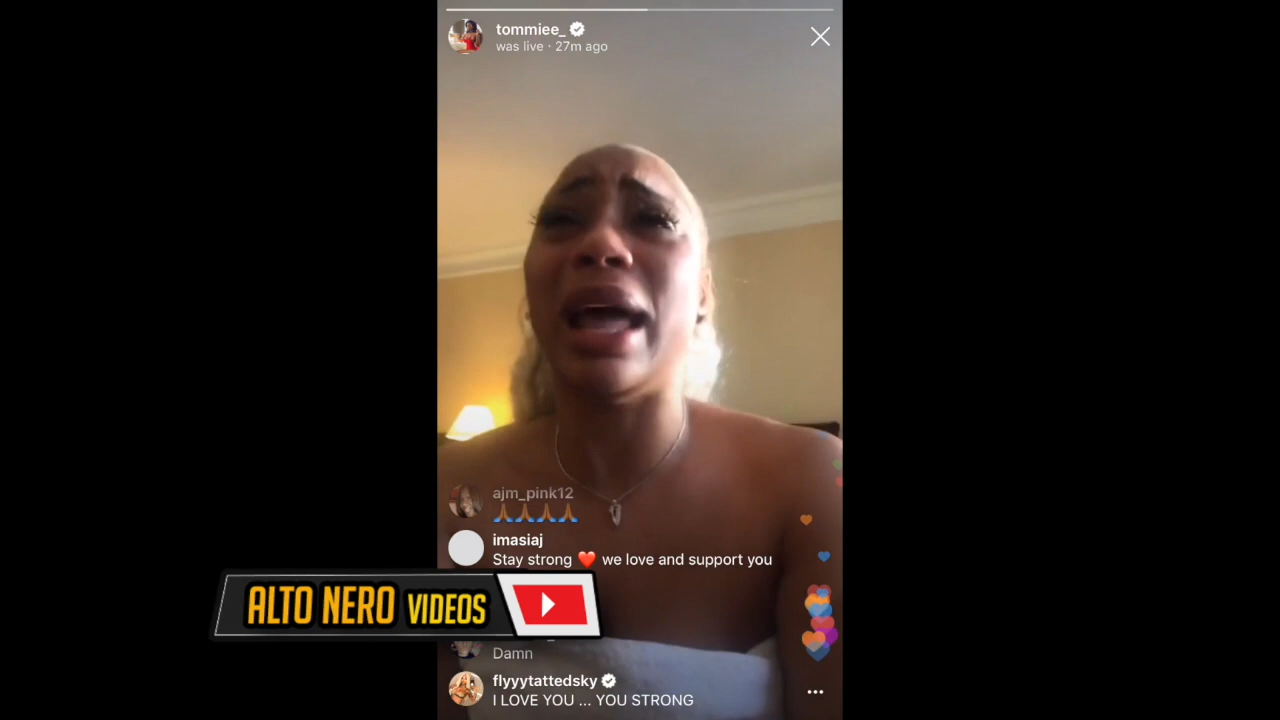 tommiee_
was live · 27m ago
ajm_pink12
🙏🏾🙏🏾🙏🏾🙏🏾
imasiaj
Stay strong ❤️ we love and support you
ALTO NERO VIDEOS
Damn
flyyytattedsky
I LOVE YOU ... YOU STRONG